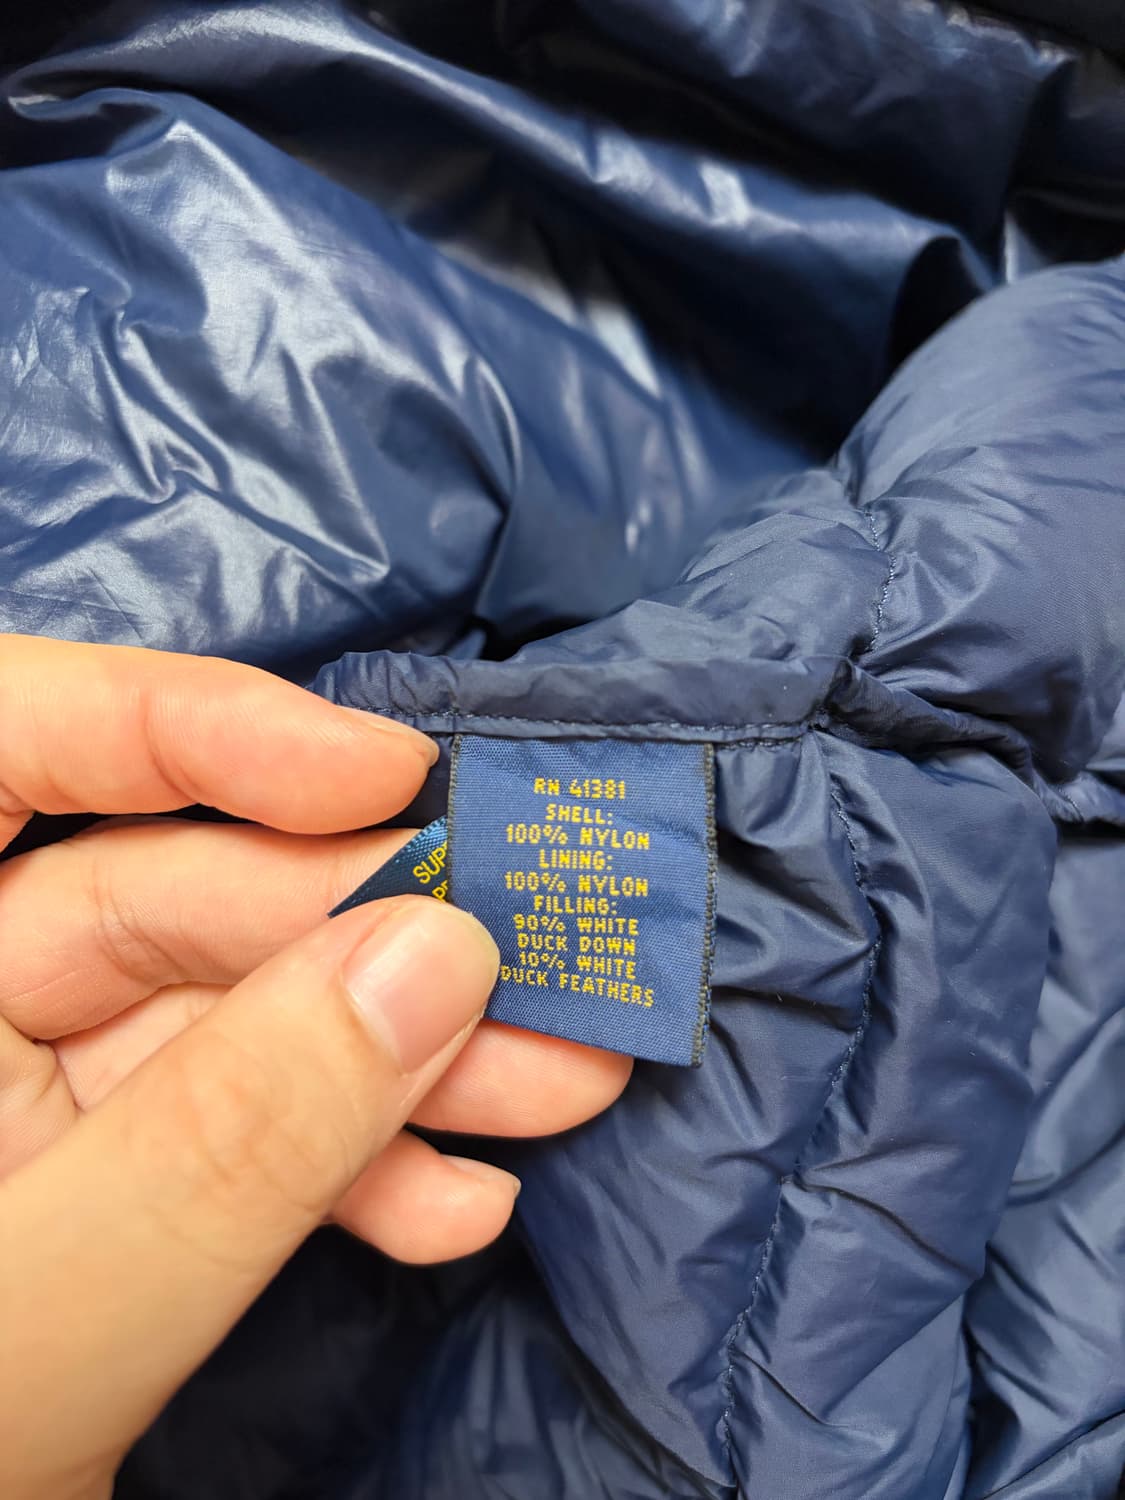 RN 41381
SHELL:
100% NYLON
LINING:
100% NYLON
FILLING:
90% WHITE
DUCK DOWN
10% WHITE
DUCK FEATHERS